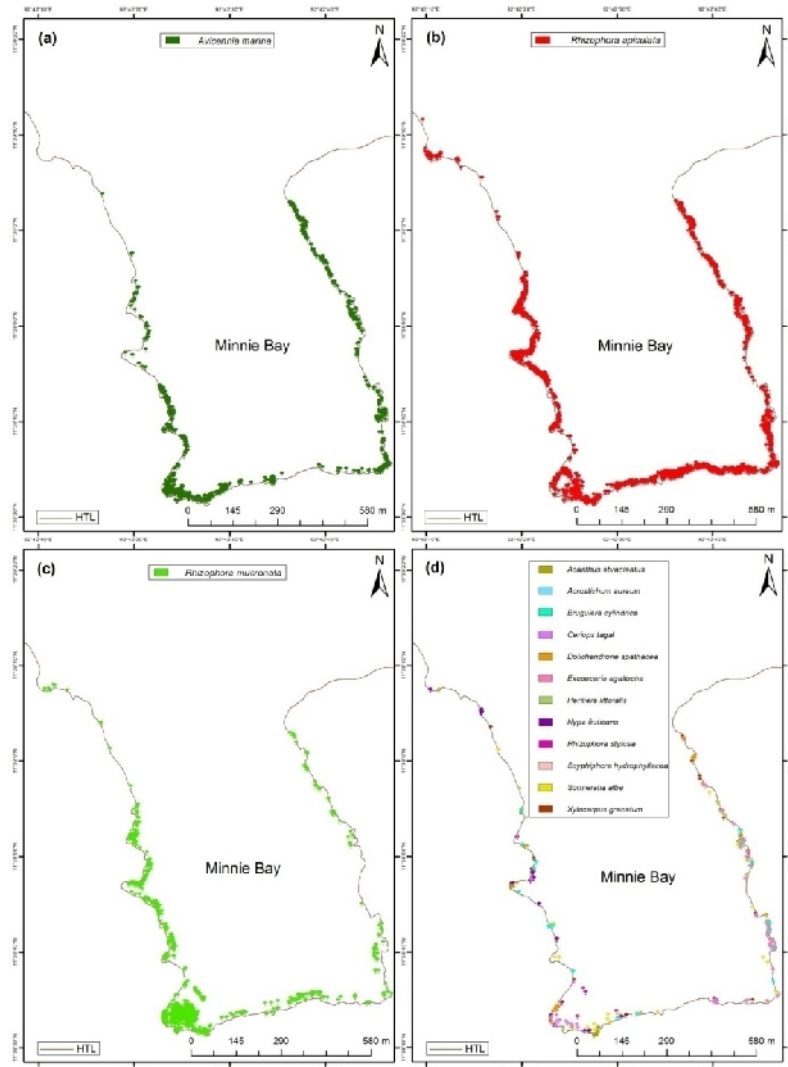 (a)
Avicennia marina
N
Minnie Bay
HTL
0 145 290 580 m
(b)
Rhizophora apiculata
N
Minnie Bay
HTL
0 145 290 580 m
(c)
Rhizophora mucronata
N
Minnie Bay
HTL
0 145 290 580 m
(d)
Acanthus ebracteatus
Acrostichum aureum
Bruguiera cylindrica
Ceriops tagal
Dolichandrone spathacea
Excoecaria agallocha
Heritiera littoralis
Nypa fruticans
Rhizophora stylosa
Scyphiphora hydrophyllacea
Sonneratia alba
Xylocarpus granatum
N
Minnie Bay
HTL
0 145 290 580 m